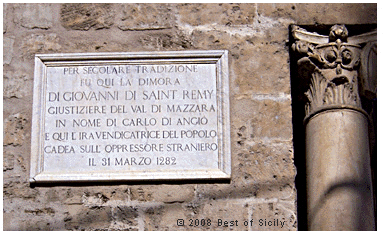 PER SECOLARE TRADIZIONE
FU QUI LA DIMORA
DI GIOVANNI DI SAINT REMY
GIUSTIZIERE DEL VAL DI MAZZARA
IN NOME DI CARLO DI ANGIO
E QUI L'IRA VENDICATRICE DEL POPOLO
CADEA SULL'OPPRESSORE STRANIERO
IL 31 MARZO 1282
© 2008 Best of Sicily